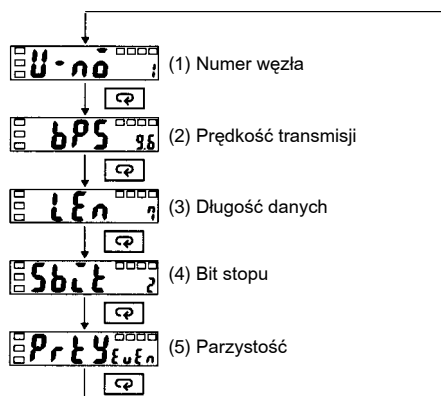 U-no 1 (1) Numer węzła
bPS 9.6 (2) Prędkość transmisji
LEn 7 (3) Długość danych
Sbit 2 (4) Bit stopu
PrtY EuEn (5) Parzystość